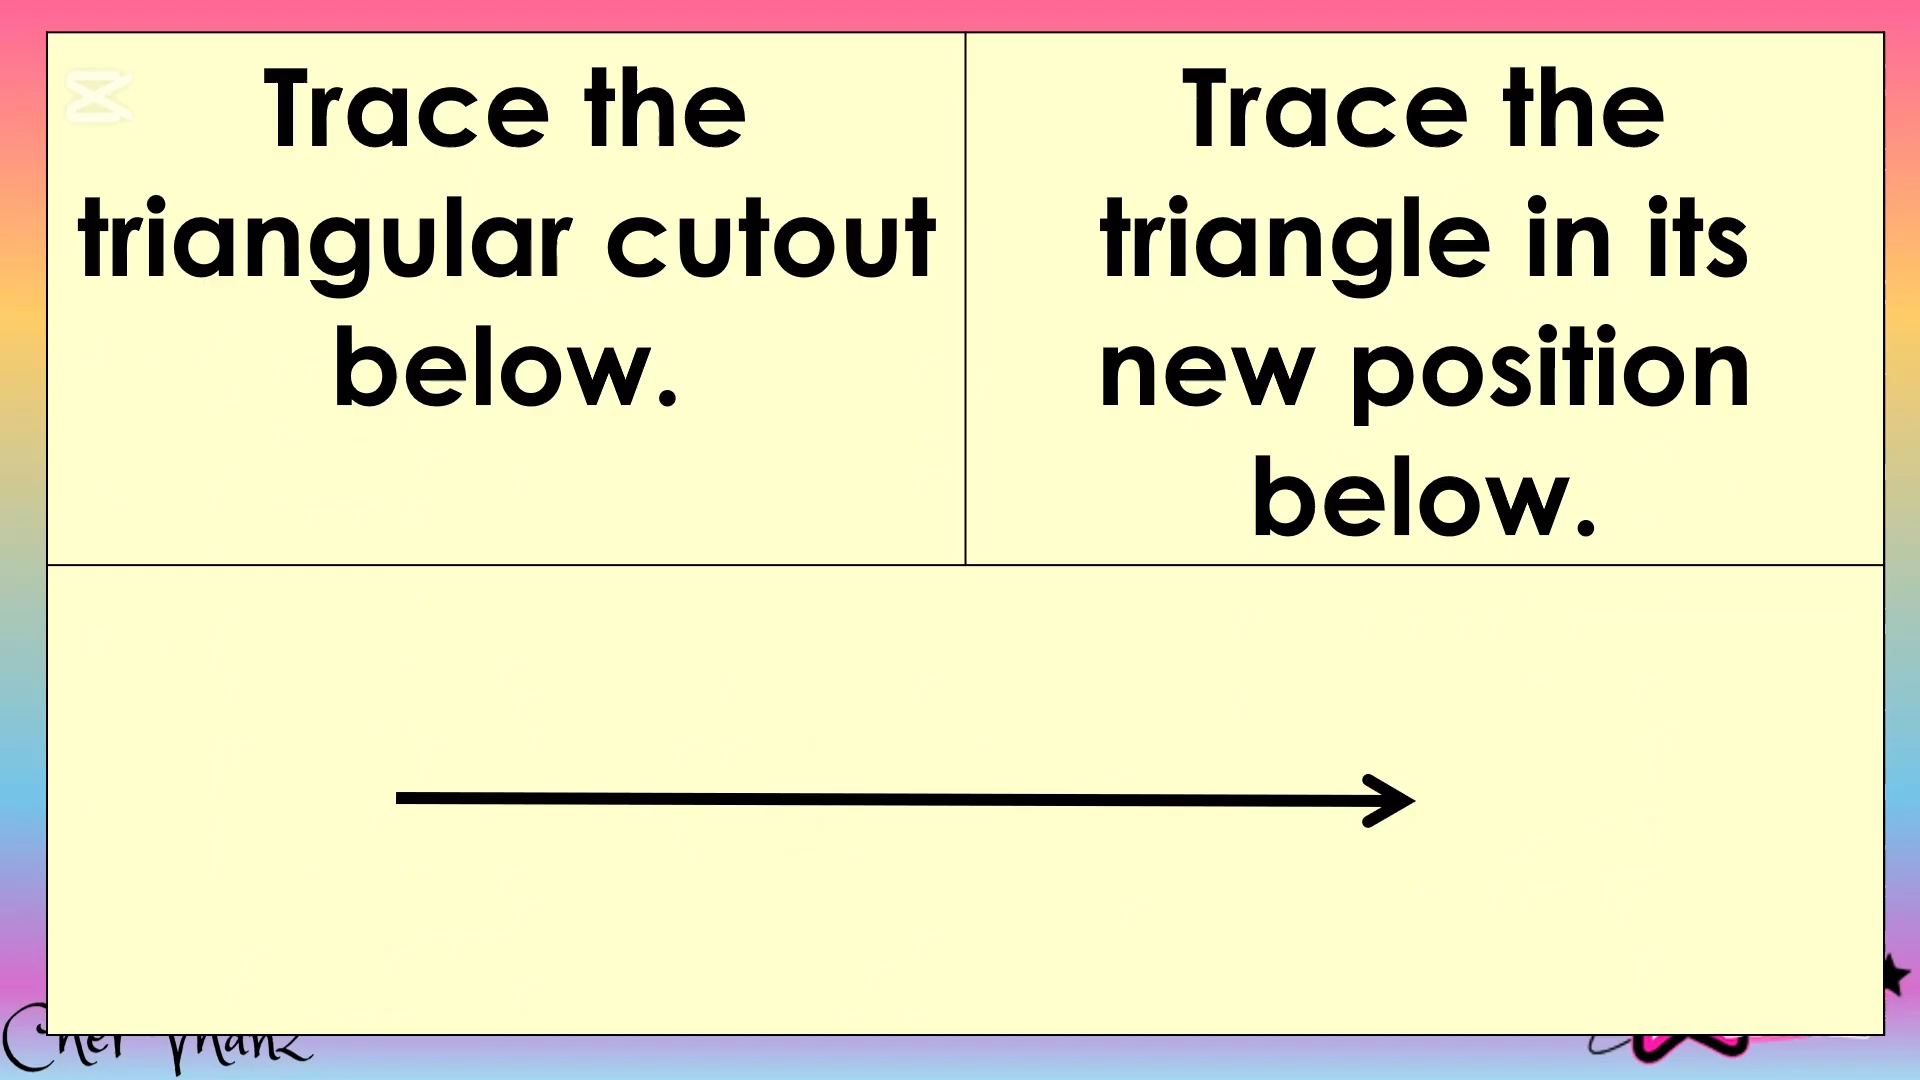 Trace the
triangular cutout
below.
Trace the
triangle in its
new position
below.